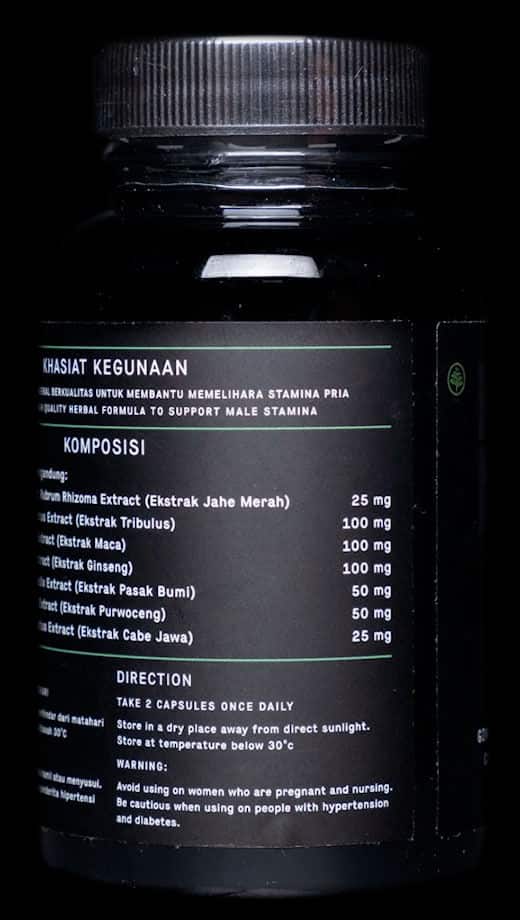 KHASIAT KEGUNAAN
BERKUALITAS UNTUK MEMBANTU MEMELIHARA STAMINA PRIA
QUALITY HERBAL FORMULA TO SUPPORT MALE STAMINA
KOMPOSISI
Rubrum Rhizoma Extract (Ekstrak Jahe Merah) 25 mg
Extract (Ekstrak Tribulus) 100 mg
(Ekstrak Maca) 100 mg
(Ekstrak Ginseng) 100 mg
Extract (Ekstrak Pasak Bumi) 50 mg
(Ekstrak Purwoceng) 50 mg
Extract (Ekstrak Cabe Jawa) 25 mg
dari matahari
30°c
atau menyusui.
hipertensi
DIRECTION
TAKE 2 CAPSULES ONCE DAILY
Store in a dry place away from direct sunlight.
Store at temperature below 30°c
WARNING:
Avoid using on women who are pregnant and nursing.
Be cautious when using on people with hypertension
and diabetes.